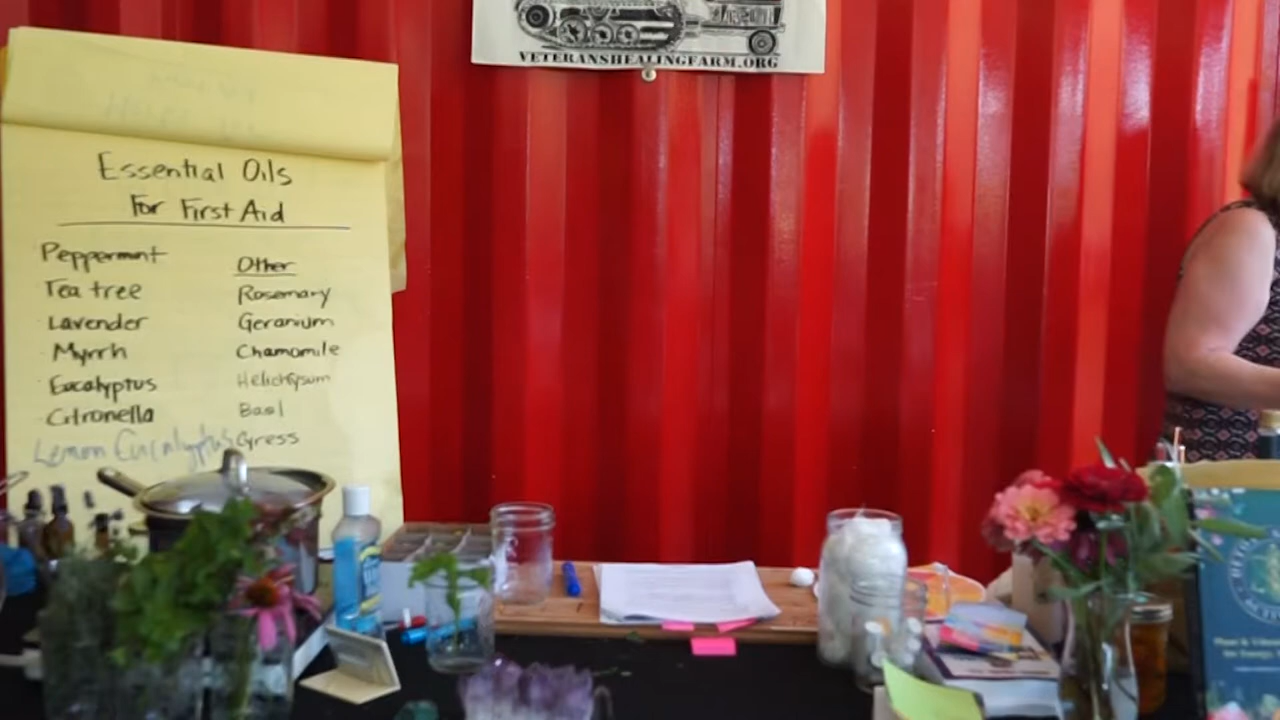 VETERANSHEALINGFARM.ORG
Essential Oils
For First Aid
Peppermint
Tea tree
Lavender
Myrrh
Eucalyptus
Citronella
Lemon Eucalyptus
Other
Rosemary
Geranium
Chamomile
Helichrysum
Basil
Cyress